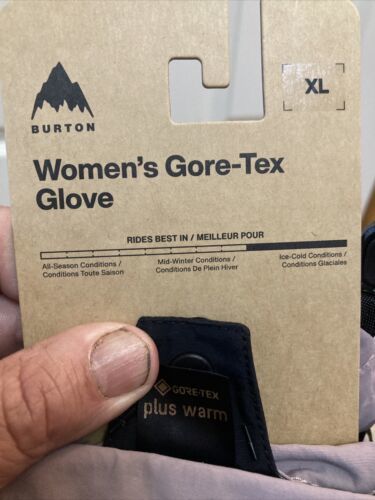 XL
BURTON
Women's Gore-Tex
Glove
RIDES BEST IN / MEILLEUR POUR
All-Season Conditions /
Conditions Toute Saison
Mid-Winter Conditions /
Conditions De Plein Hiver
Ice-Cold Conditions /
Conditions Glaciales
GORE-TEX
plus warm